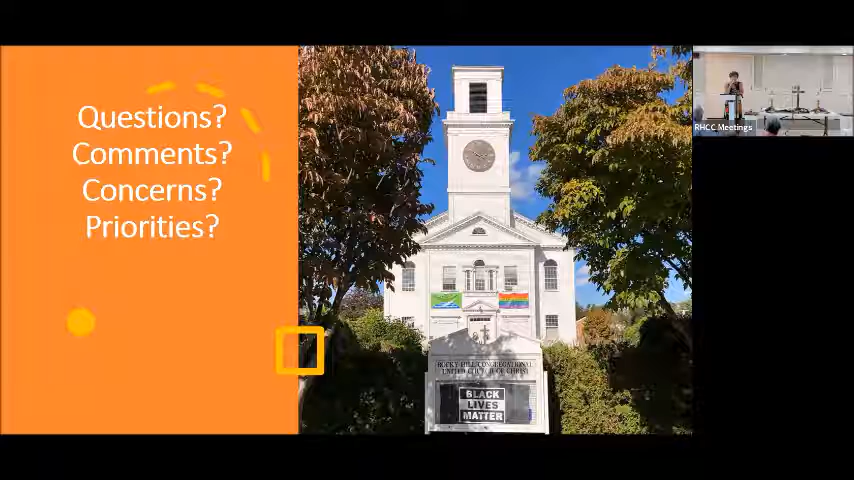 Questions?
Comments?
Concerns?
Priorities?
ROCKY HILL CONGREGATIONAL
UNITED CHURCH OF CHRIST
BLACK
LIVES
MATTER
RHCC Meetings